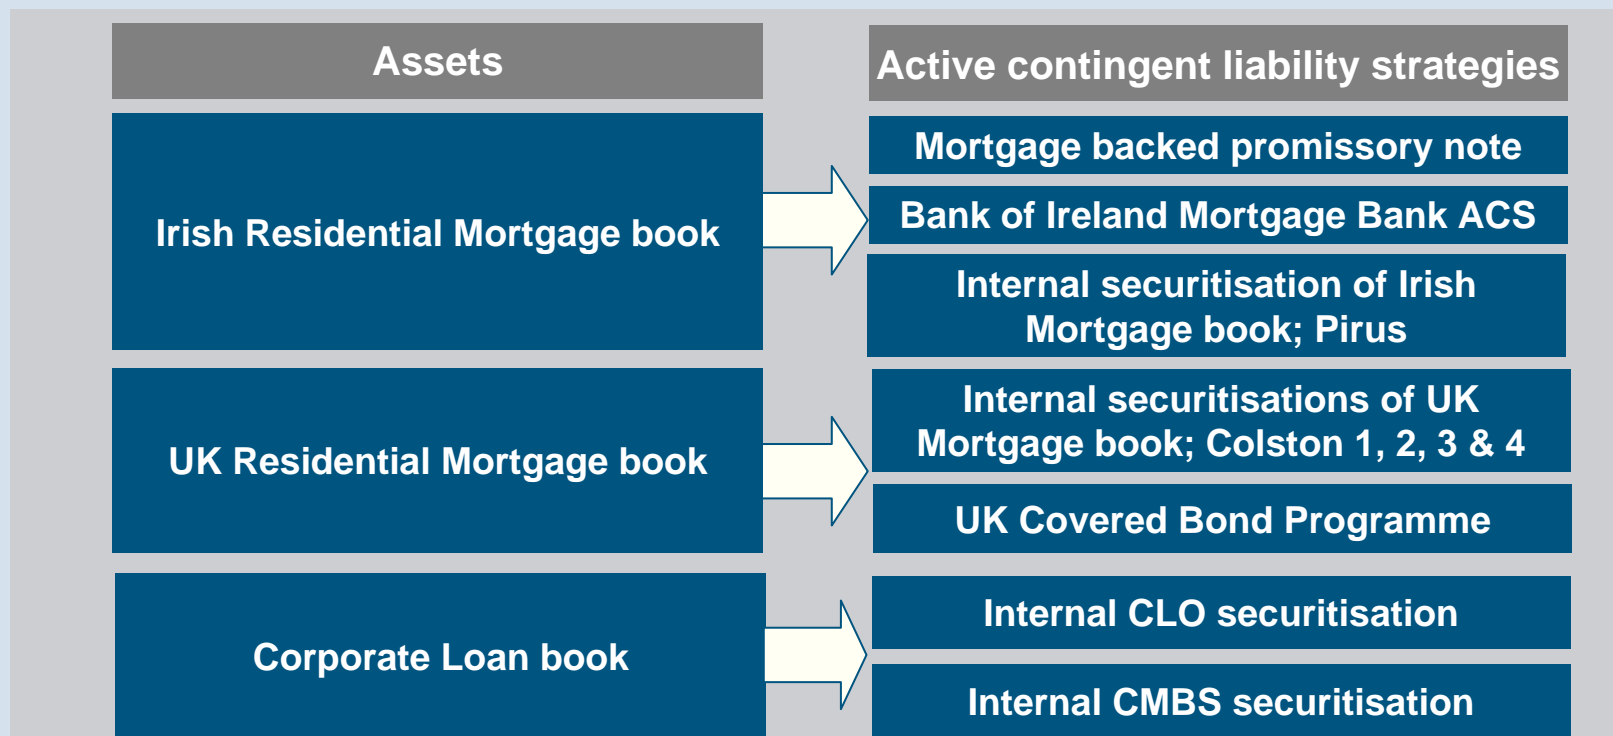 Assets
Active contingent liability strategies
Irish Residential Mortgage book
Mortgage backed promissory note
Bank of Ireland Mortgage Bank ACS
Internal securitisation of Irish
Mortgage book; Pirus
UK Residential Mortgage book
Internal securitisations of UK
Mortgage book; Colston 1, 2, 3 & 4
UK Covered Bond Programme
Corporate Loan book
Internal CLO securitisation
Internal CMBS securitisation